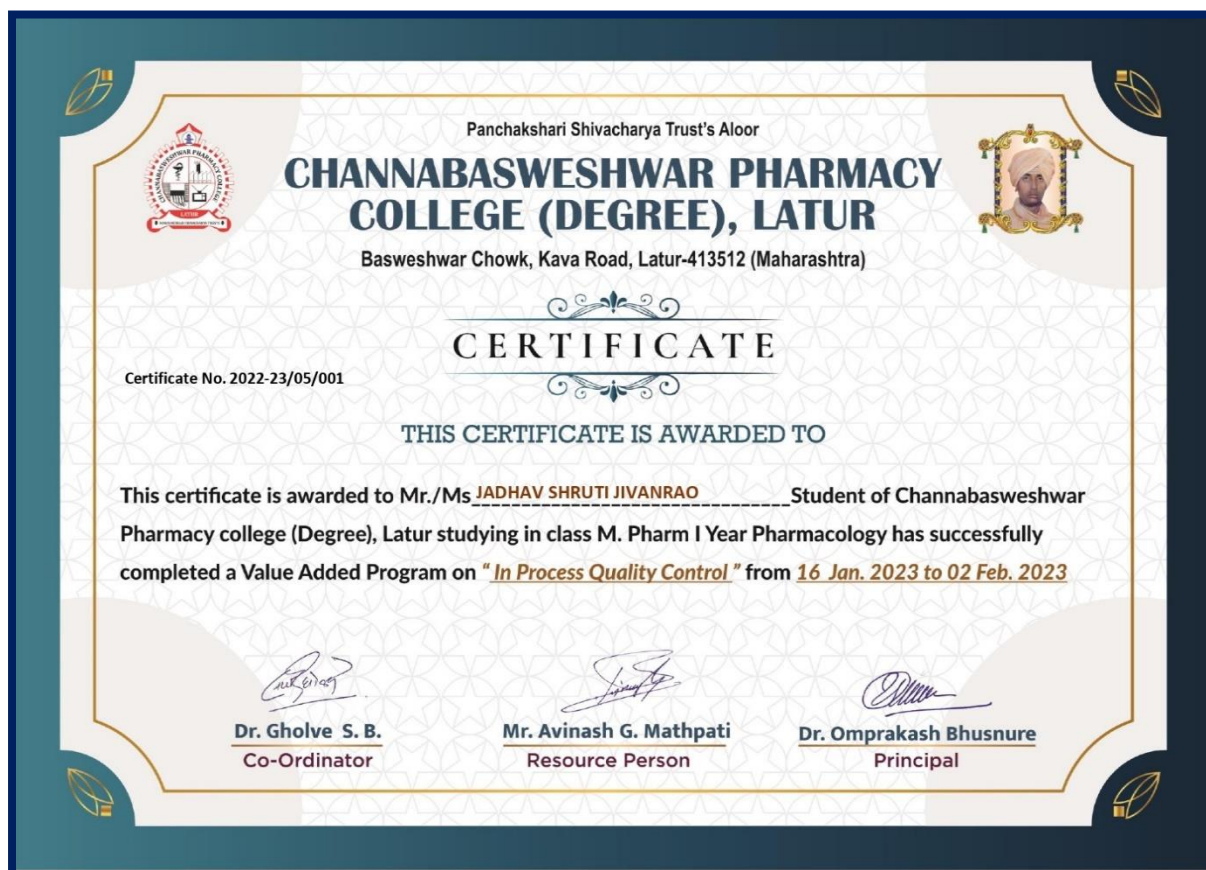 Panchakshari Shivacharya Trust's Aloor
CHANNABASWESHWAR PHARMACY
COLLEGE (DEGREE), LATUR
Basweshwar Chowk, Kava Road, Latur-413512 (Maharashtra)
CHANNABASWESHWAR PHARMACY COLLEGE
LATUR
CERTIFICATE
Certificate No. 2022-23/05/001
THIS CERTIFICATE IS AWARDED TO
This certificate is awarded to Mr./Ms JADHAV SHRUTI JIVANRAO Student of Channabasweshwar
Pharmacy college (Degree), Latur studying in class M. Pharm I Year Pharmacology has successfully
completed a Value Added Program on " In Process Quality Control " from 16 Jan. 2023 to 02 Feb. 2023
Dr. Gholve S. B.
Co-Ordinator
Mr. Avinash G. Mathpati
Resource Person
Dr. Omprakash Bhusnure
Principal